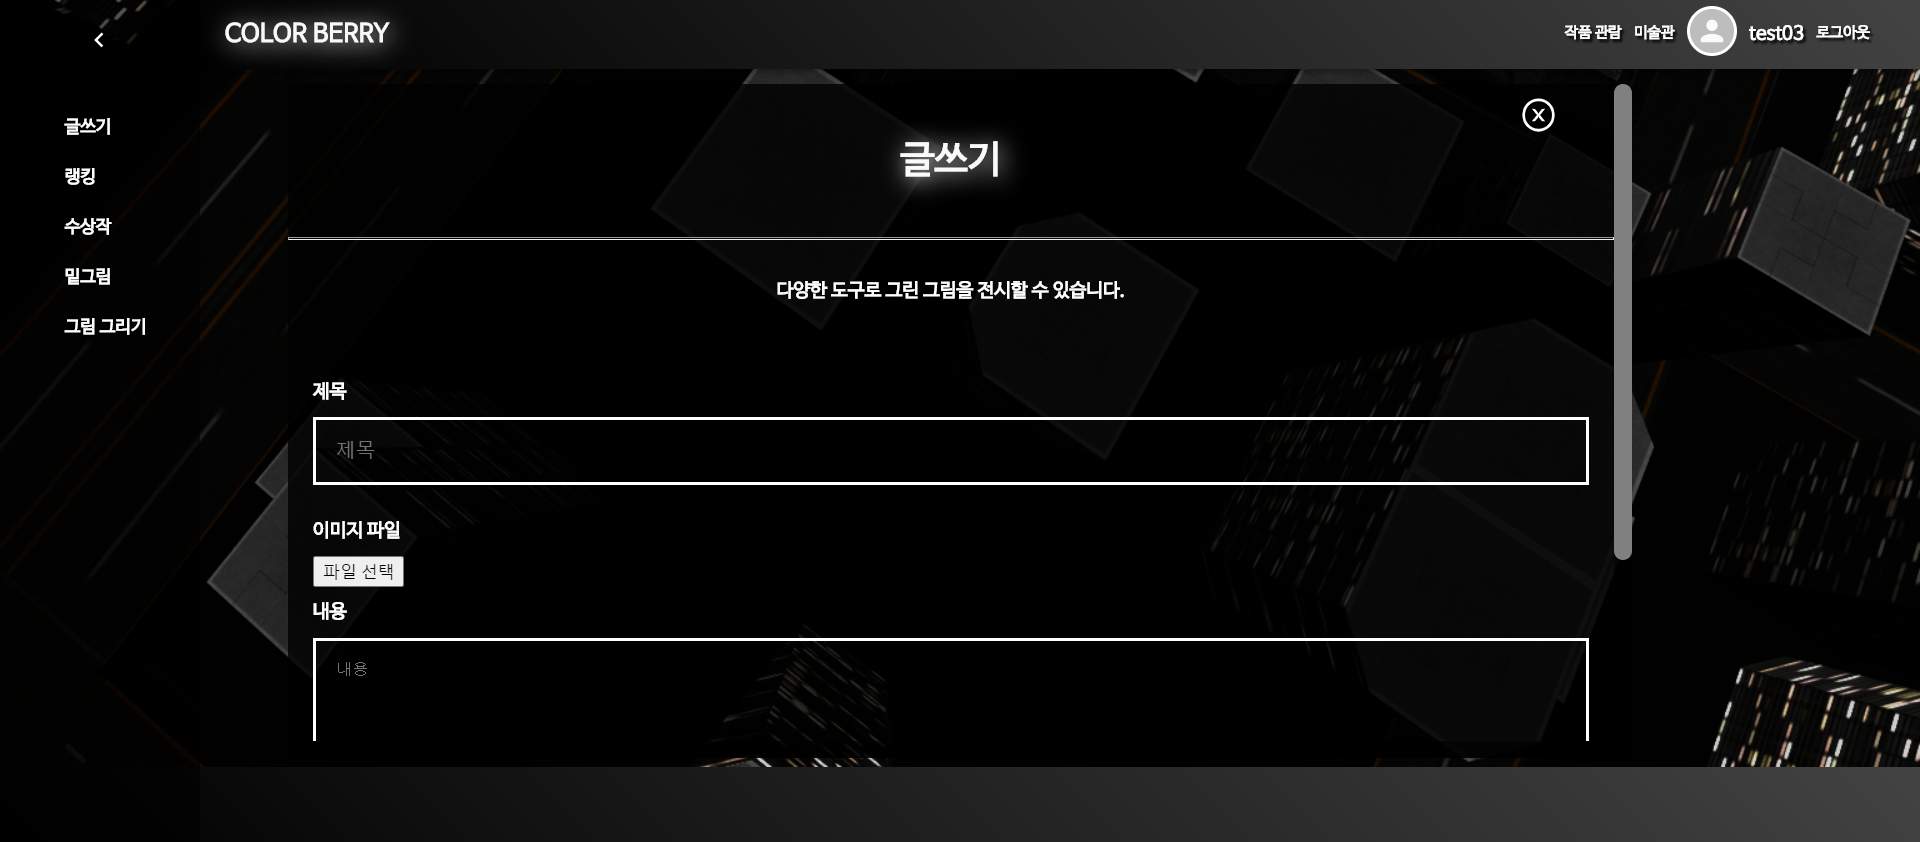 COLOR BERRY
작품 관람 미술관 test03 로그아웃
글쓰기
랭킹
수상작
밑그림
그림 그리기
X
글쓰기
다양한 도구로 그린 그림을 전시할 수 있습니다.
제목
제목
이미지 파일
파일 선택
내용
내용